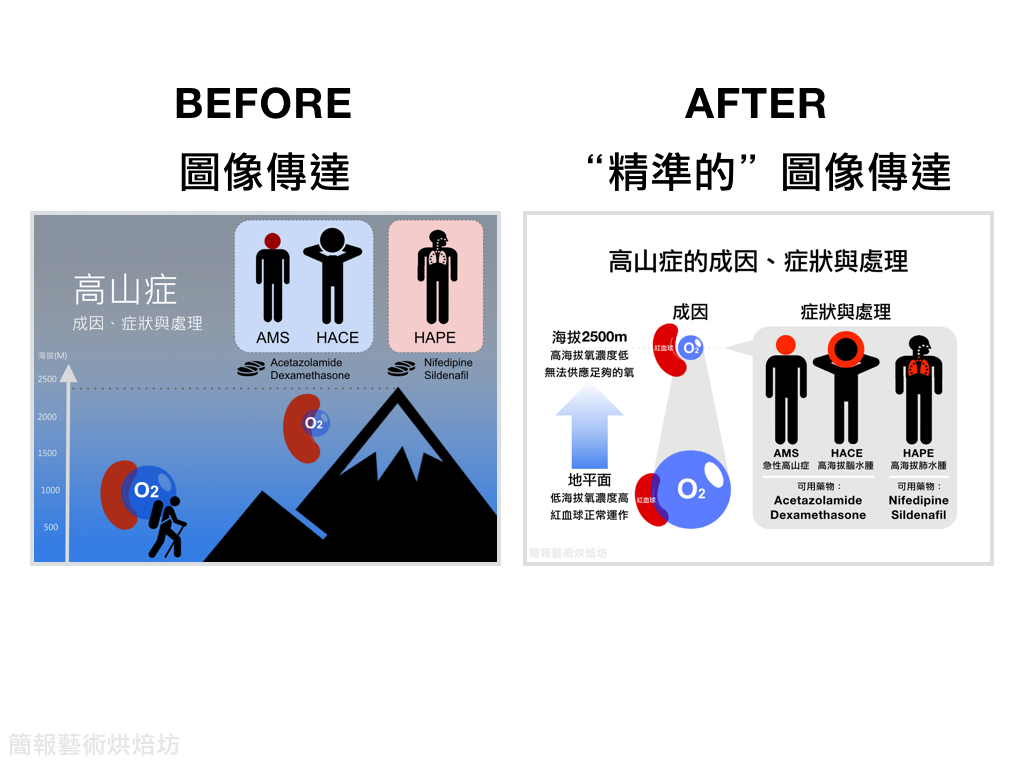 BEFORE
圖像傳達
AFTER
“精準的”圖像傳達
高山症
成因、症狀與處理
AMS
HACE
HAPE
Acetazolamide
Dexamethasone
Nifedipine
Sildenafil
海拔(M)
2500
2000
1500
1000
500
O2
O2
高山症的成因、症狀與處理
成因
症狀與處理
海拔2500m
高海拔氧濃度低
無法供應足夠的氧
紅血球
O2
地平面
低海拔氧濃度高
紅血球正常運作
紅血球
O2
AMS
急性高山症
HACE
高海拔腦水腫
HAPE
高海拔肺水腫
可用藥物：
Acetazolamide
Dexamethasone
可用藥物：
Nifedipine
Sildenafil
簡報藝術烘焙坊
簡報藝術烘焙坊